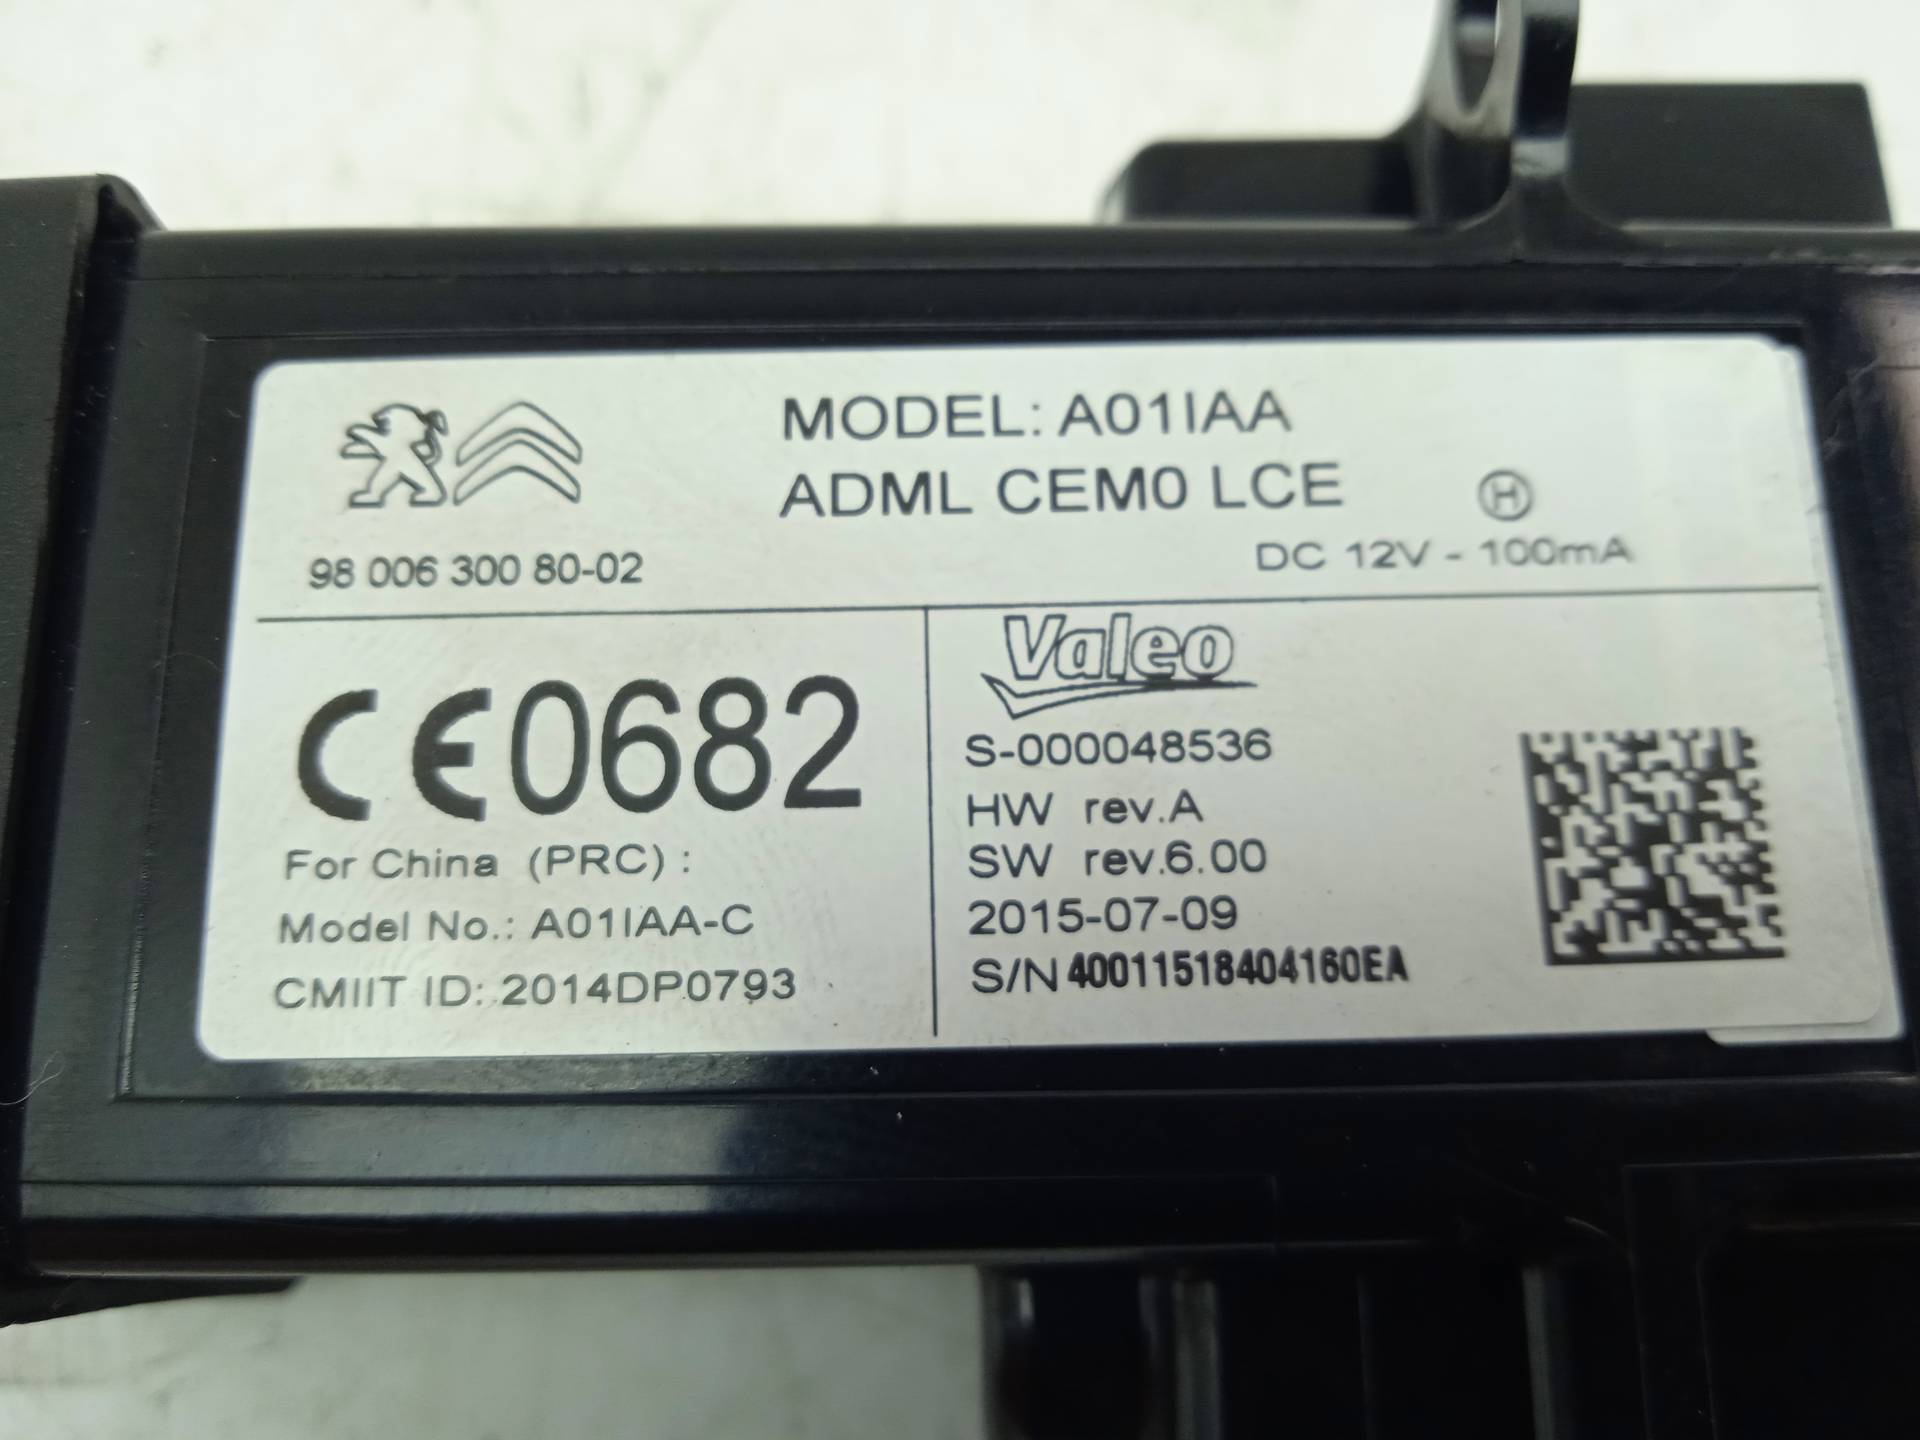 MODEL: A01IAA
ADML CEM0 LCE
H
98 006 300 80-02
DC 12V - 100mA
CE0682
For China (PRC) :
Model No.: A01IAA-C
CMIIT ID: 2014DP0793
Valeo
S-000048536
HW rev.A
SW rev.6.00
2015-07-09
S/N 40011518404160EA